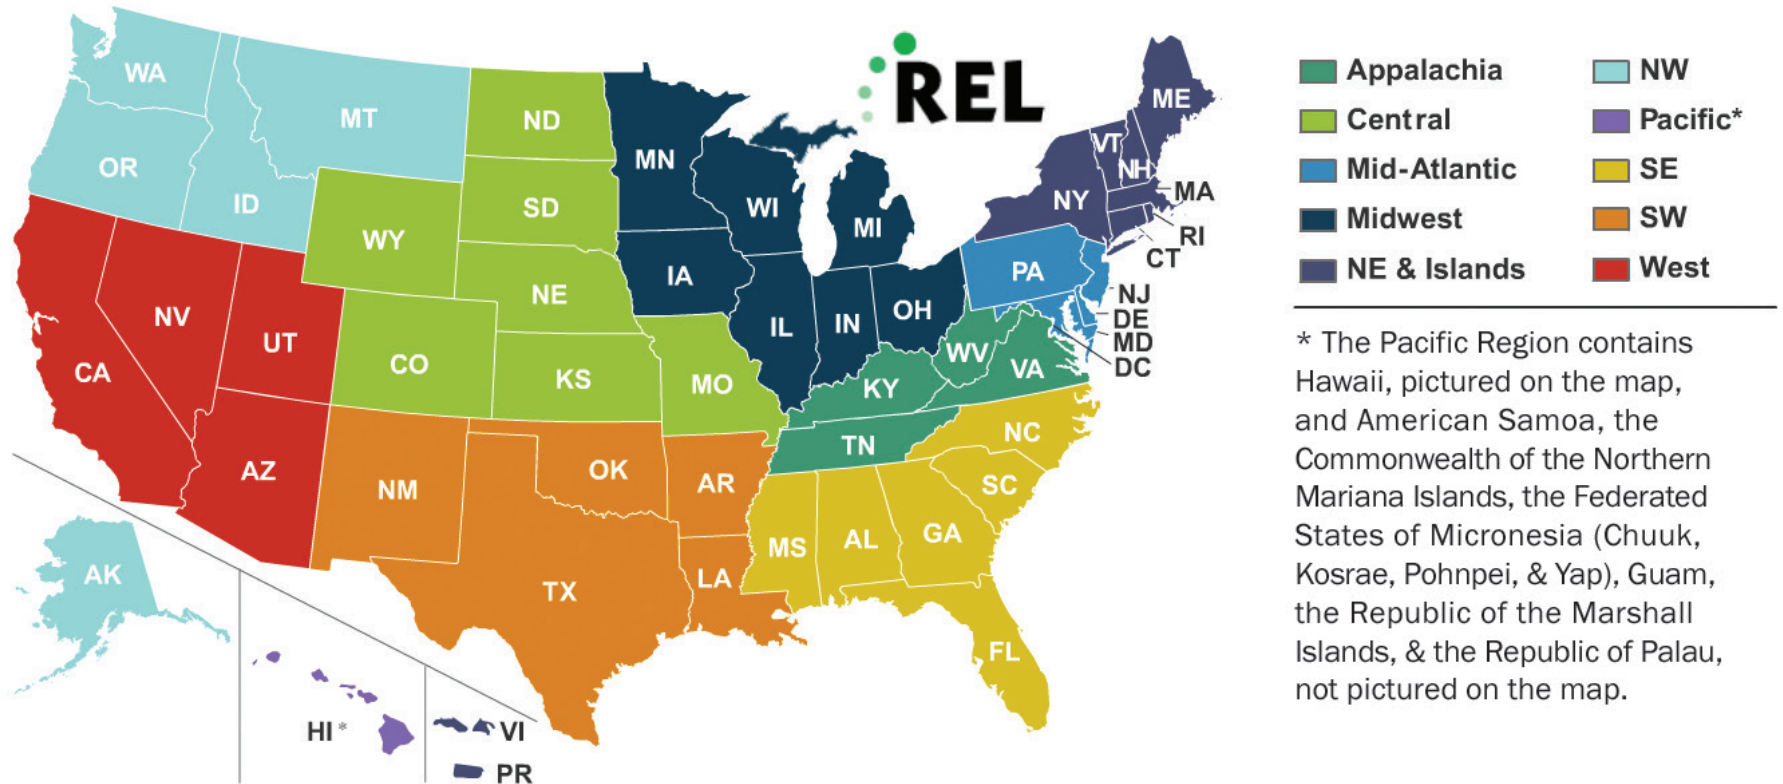 WA
OR
ID
MT
ND
SD
WY
NE
CO
KS
MO
CA
NV
UT
AZ
NM
OK
TX
AR
LA
MN
IA
WI
IL
IN
MI
OH
KY
TN
WV
VA
NC
SC
MS
AL
GA
FL
PA
NY
VT
NH
ME
MA
RI
CT
NJ
DE
MD
DC
AK
HI *
VI
PR
REL
Appalachia
Central
Mid-Atlantic
Midwest
NE & Islands
NW
Pacific*
SE
SW
West
* The Pacific Region contains
Hawaii, pictured on the map,
and American Samoa, the
Commonwealth of the Northern
Mariana Islands, the Federated
States of Micronesia (Chuuk,
Kosrae, Pohnpei, & Yap), Guam,
the Republic of the Marshall
Islands, & the Republic of Palau,
not pictured on the map.